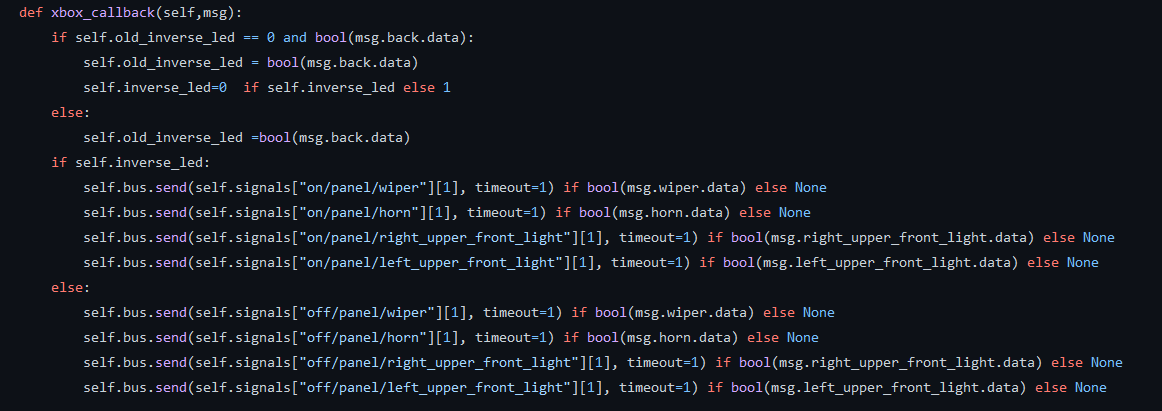 def xbox_callback(self,msg):
    if self.old_inverse_led == 0 and bool(msg.back.data):
        self.old_inverse_led = bool(msg.back.data)
        self.inverse_led=0  if self.inverse_led else 1
    else:
        self.old_inverse_led =bool(msg.back.data)
    if self.inverse_led:
        self.bus.send(self.signals["on/panel/wiper"][1], timeout=1) if bool(msg.wiper.data) else None
        self.bus.send(self.signals["on/panel/horn"][1], timeout=1) if bool(msg.horn.data) else None
        self.bus.send(self.signals["on/panel/right_upper_front_light"][1], timeout=1) if bool(msg.right_upper_front_light.data) else None
        self.bus.send(self.signals["on/panel/left_upper_front_light"][1], timeout=1) if bool(msg.left_upper_front_light.data) else None
    else:
        self.bus.send(self.signals["off/panel/wiper"][1], timeout=1) if bool(msg.wiper.data) else None
        self.bus.send(self.signals["off/panel/horn"][1], timeout=1) if bool(msg.horn.data) else None
        self.bus.send(self.signals["off/panel/right_upper_front_light"][1], timeout=1) if bool(msg.right_upper_front_light.data) else None
        self.bus.send(self.signals["off/panel/left_upper_front_light"][1], timeout=1) if bool(msg.left_upper_front_light.data) else None